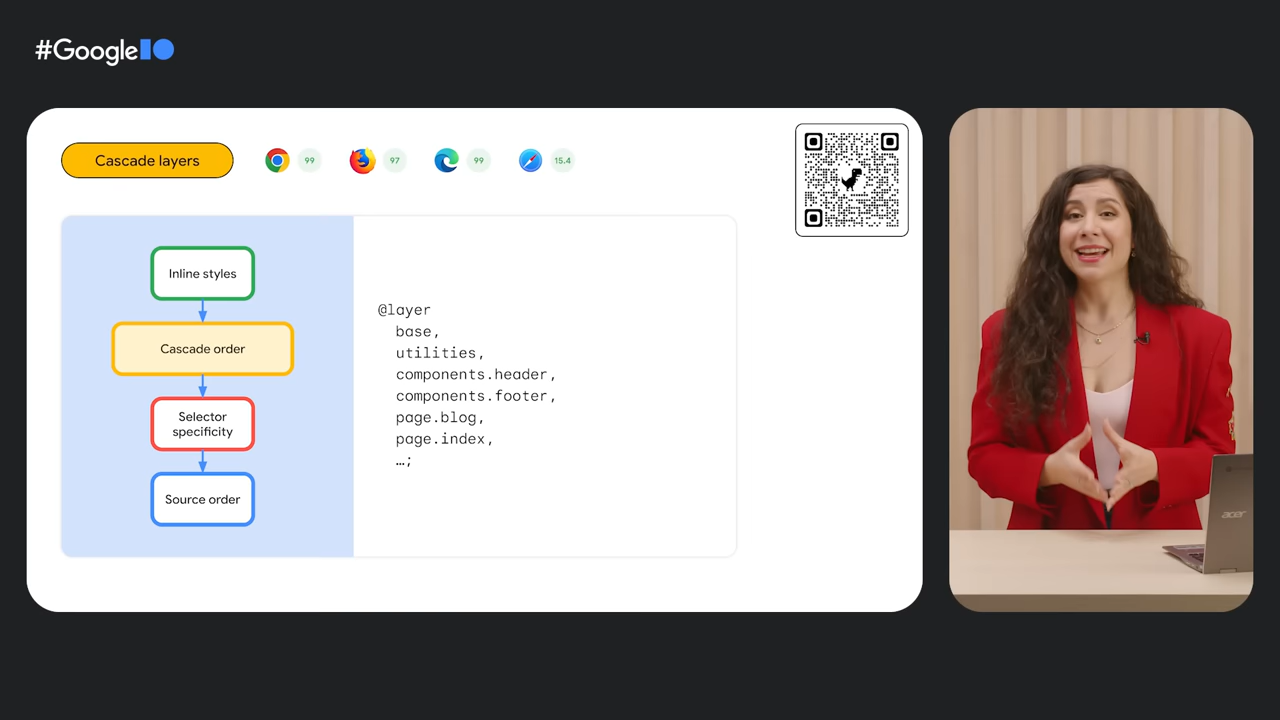 #GoogleIO
Cascade layers
99
97
99
15.4
Inline styles
Cascade order
Selector
specificity
Source order
@layer
base,
utilities,
components.header,
components.footer,
page.blog,
page.index,
…;
acer